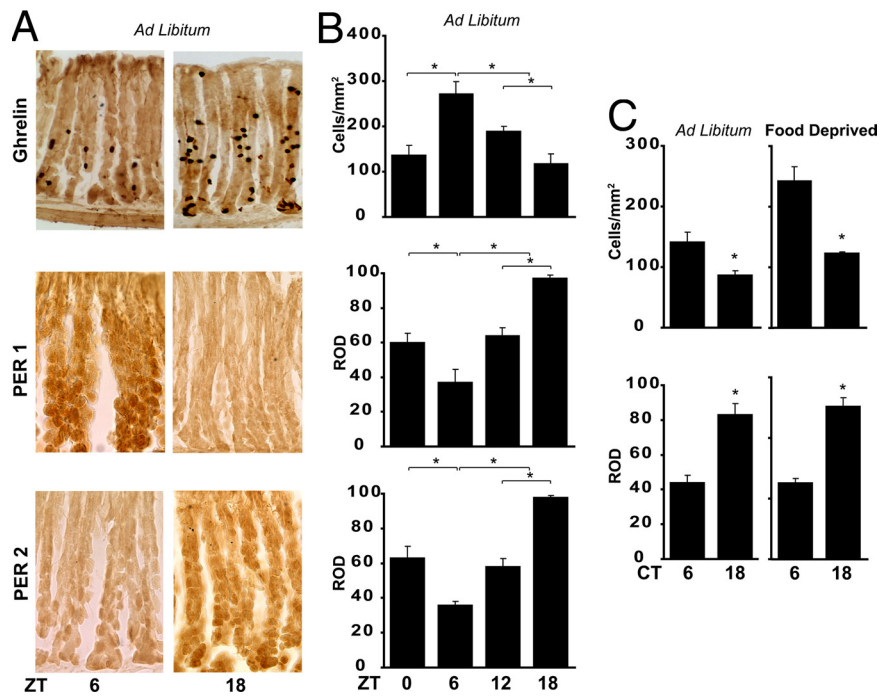 A
Ad Libitum
Ghrelin
PER 1
PER 2
ZT 6 18
B
Ad Libitum
Cells/mm²
400
300
200
100
0
* * *
ROD
100
80
60
40
20
0
* * *
ROD
100
80
60
40
20
0
* * *
ZT 0 6 12 18
C
Ad Libitum Food Deprived
Cells/mm²
300
200
100
0
* *
ROD
100
80
60
40
20
0
* *
CT 6 18 6 18